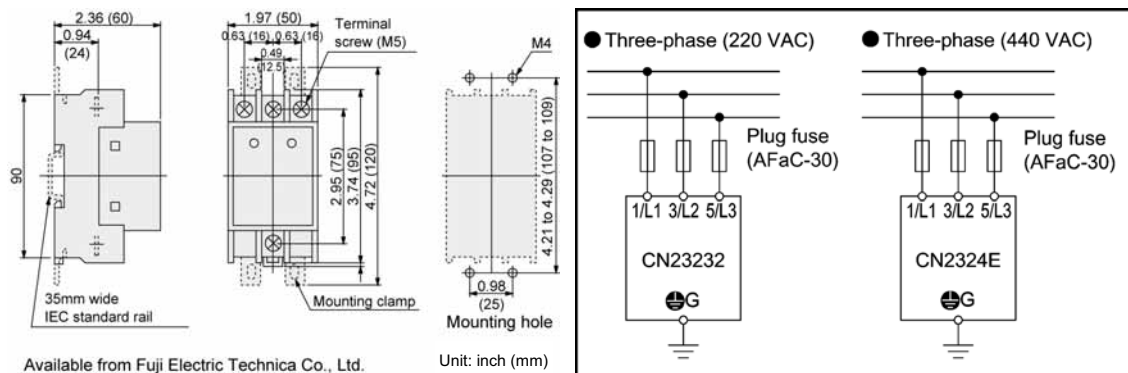 2.36 (60)
0.94
(24)
90
35mm wide
IEC standard rail
1.97 (50)
0.63 (16)
0.63 (16)
0.49
(12.5)
Terminal
screw (M5)
2.95 (75)
3.74 (95)
4.72 (120)
Mounting clamp
M4
4.21 to 4.29 (107 to 109)
0.98
(25)
Mounting hole
Available from Fuji Electric Technica Co., Ltd.
Unit: inch (mm)
● Three-phase (220 VAC)
Plug fuse
(AFaC-30)
1/L1 3/L2 5/L3
CN23232
G
● Three-phase (440 VAC)
Plug fuse
(AFaC-30)
1/L1 3/L2 5/L3
CN2324E
G